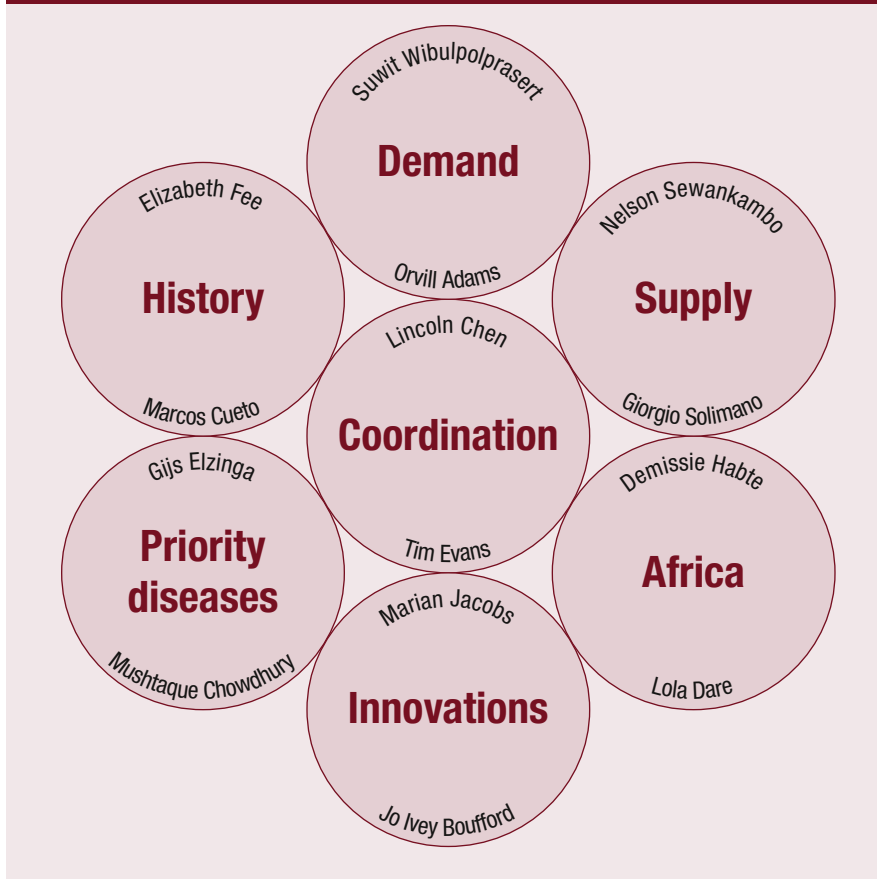 Suwit Wibulpolprasert
Demand
Orvill Adams
Elizabeth Fee
History
Marcos Cueto
Nelson Sewankambo
Supply
Giorgio Solimano
Lincoln Chen
Coordination
Tim Evans
Gijs Elzinga
Priority
diseases
Mushtaque Chowdhury
Demissie Habte
Africa
Lola Dare
Marian Jacobs
Innovations
Jo Ivey Boufford